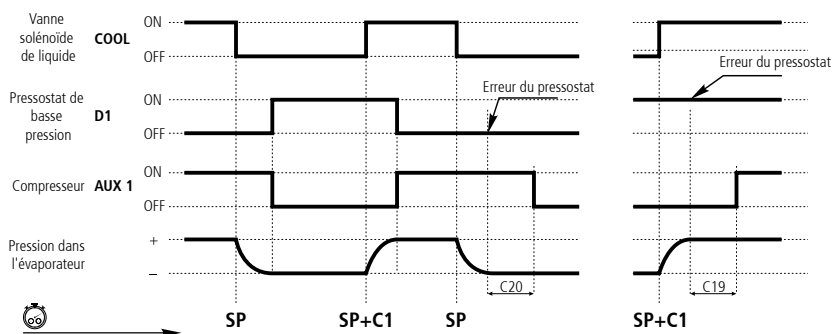 Vanne
solénoïde
de liquide
COOL
ON
OFF
Erreur du pressostat
Erreur du pressostat
Pressostat de
basse
pression
D1
ON
OFF
Compresseur
AUX 1
ON
OFF
Pression dans
l'évaporateur
+
–
C20
C19
SP
SP+C1
SP
SP+C1